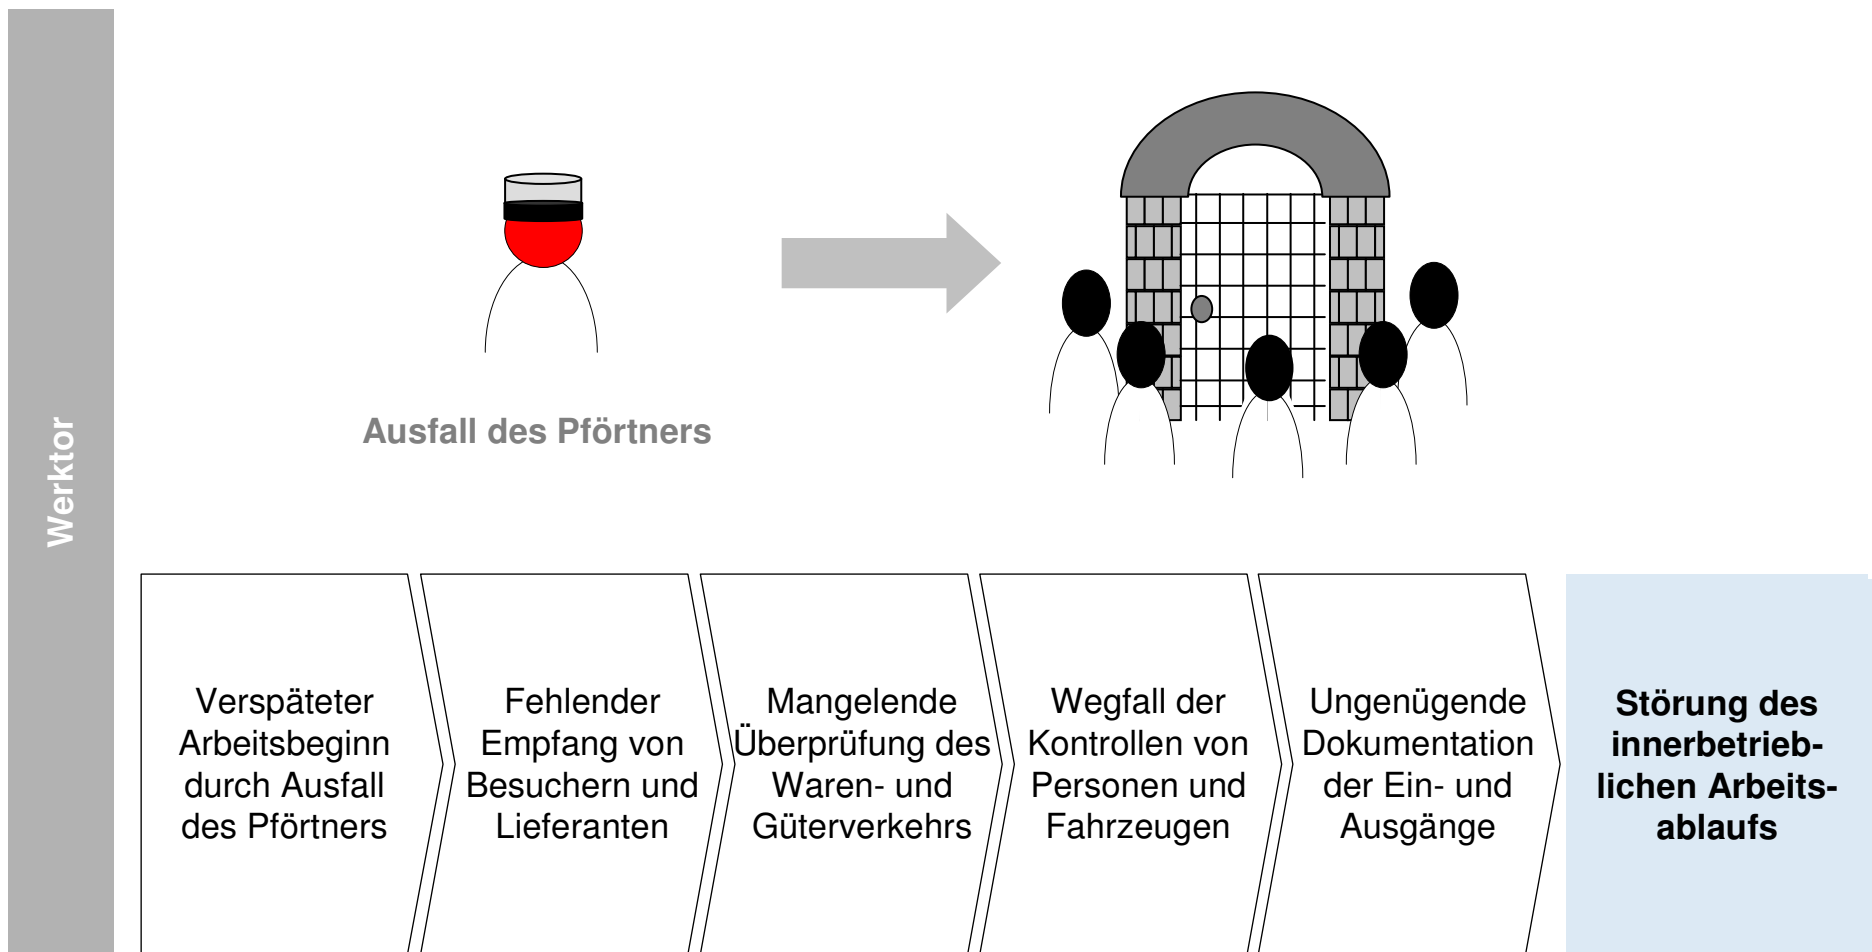 Werktor
Ausfall des Pförtners
Verspäteter
Arbeitsbeginn
durch Ausfall
des Pförtners
Fehlender
Empfang von
Besuchern und
Lieferanten
Mangelende
Überprüfung des
Waren- und
Güterverkehrs
Wegfall der
Kontrollen von
Personen und
Fahrzeugen
Ungenügende
Dokumentation
der Ein- und
Ausgänge
Störung des
innerbetrieb-
lichen Arbeits-
ablaufs